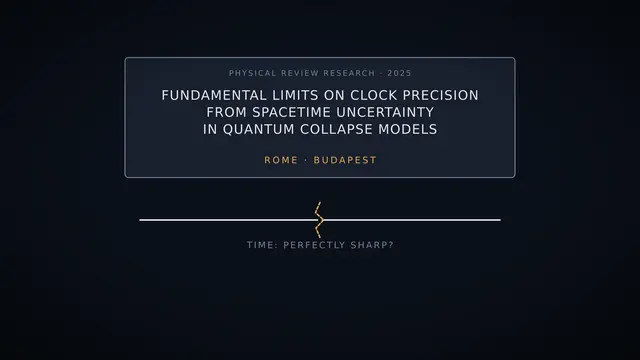 PHYSICAL REVIEW RESEARCH · 2025
FUNDAMENTAL LIMITS ON CLOCK PRECISION
FROM SPACETIME UNCERTAINTY
IN QUANTUM COLLAPSE MODELS
ROME · BUDAPEST
TIME: PERFECTLY SHARP?